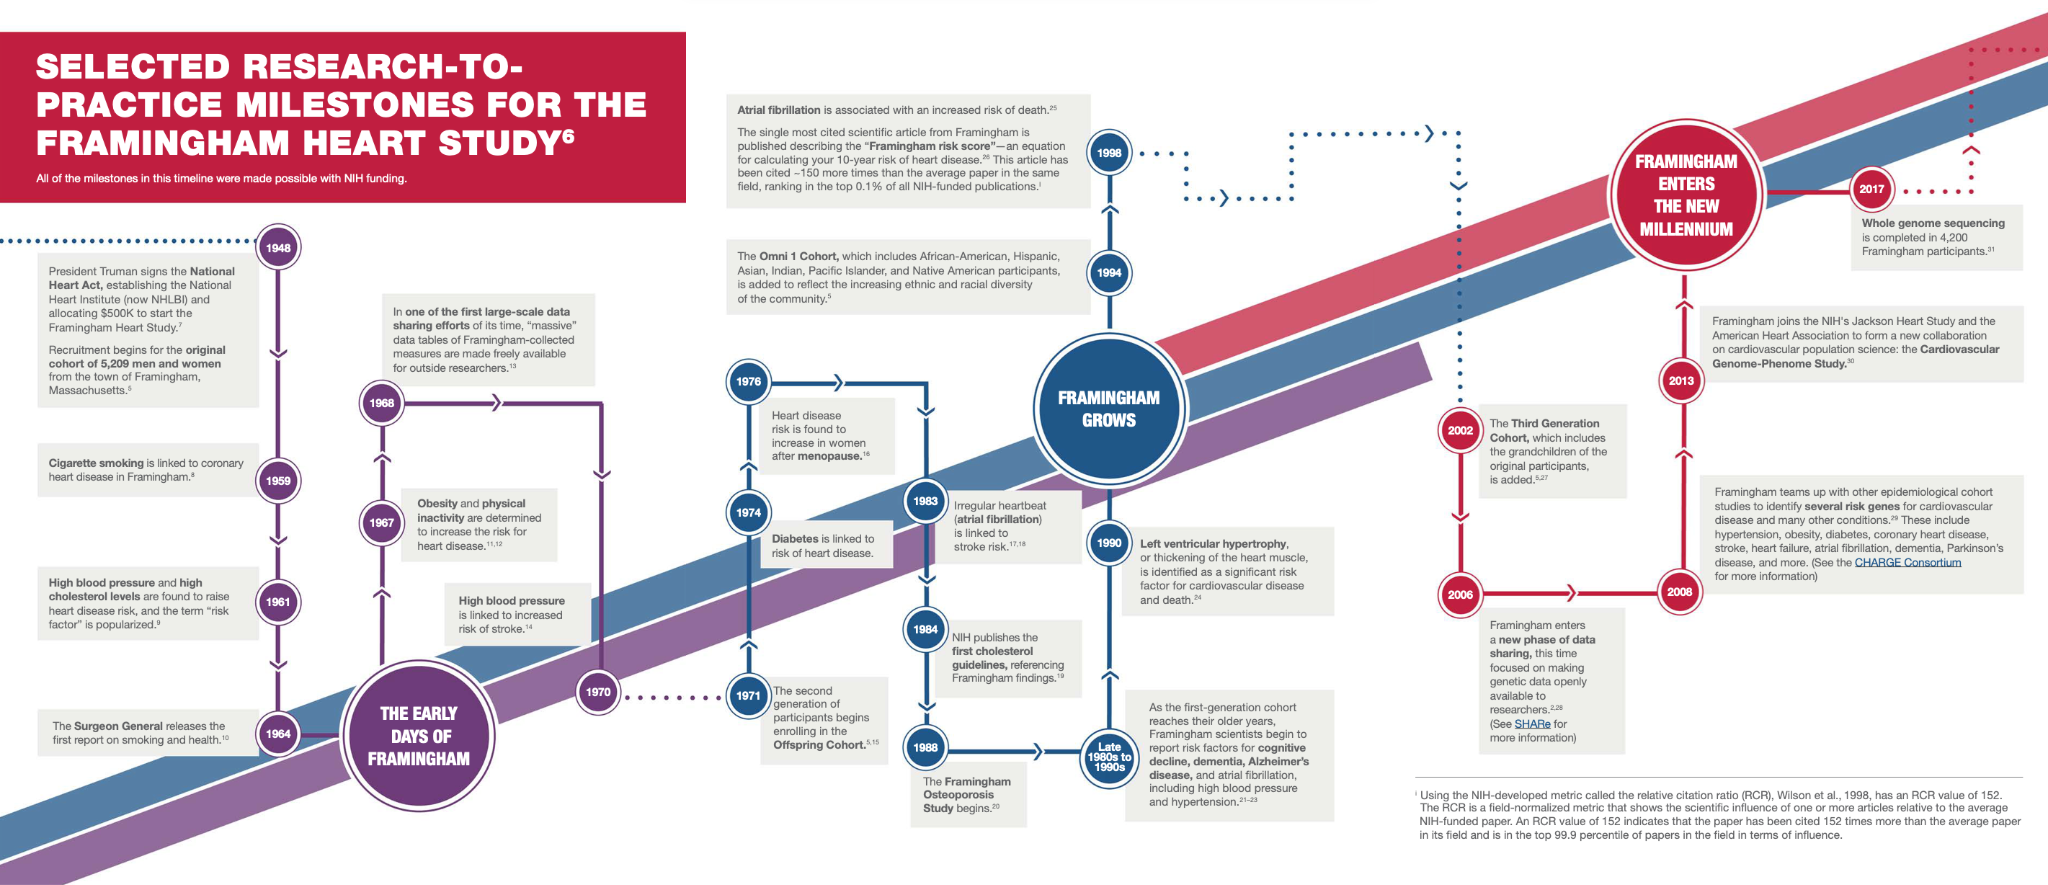 SELECTED RESEARCH-TO-
PRACTICE MILESTONES FOR THE
FRAMINGHAM HEART STUDY⁶
All of the milestones in this timeline were made possible with NIH funding.
1948
President Truman signs the National
Heart Act, establishing the National
Heart Institute (now NHLBI) and
allocating $500K to start the
Framingham Heart Study.⁷
Recruitment begins for the original
cohort of 5,209 men and women
from the town of Framingham,
Massachusetts.⁵
1959
Cigarette smoking is linked to coronary
heart disease in Framingham.⁸
1961
High blood pressure and high
cholesterol levels are found to raise
heart disease risk, and the term “risk
factor” is popularized.⁹
1964
The Surgeon General releases the
first report on smoking and health.¹⁰
THE EARLY
DAYS OF
FRAMINGHAM
1967
Obesity and physical
inactivity are determined
to increase the risk for
heart disease.¹¹,¹²
1968
In one of the first large-scale data
sharing efforts of its time, “massive”
data tables of Framingham-collected
measures are made freely available
for outside researchers.¹³
1970
High blood pressure
is linked to increased
risk of stroke.¹⁴
1971
The second
generation of
participants begins
enrolling in the
Offspring Cohort.⁵,¹⁵
1974
Diabetes is linked to
risk of heart disease.
1976
Heart disease
risk is found to
increase in women
after menopause.¹⁶
1983
Irregular heartbeat
(atrial fibrillation)
is linked to
stroke risk.¹⁷,¹⁸
1984
NIH publishes the
first cholesterol
guidelines, referencing
Framingham findings.¹⁹
1988
The Framingham
Osteoporosis
Study begins.²⁰
Late
1980s to
1990s
As the first-generation cohort
reaches their older years,
Framingham scientists begin to
report risk factors for cognitive
decline, dementia, Alzheimer’s
disease, and atrial fibrillation,
including high blood pressure
and hypertension.²¹⁻²³
1990
Left ventricular hypertrophy,
or thickening of the heart muscle,
is identified as a significant risk
factor for cardiovascular disease
and death.²⁴
FRAMINGHAM
GROWS
1994
The Omni 1 Cohort, which includes African-American, Hispanic,
Asian, Indian, Pacific Islander, and Native American participants,
is added to reflect the increasing ethnic and racial diversity
of the community.⁵
1998
Atrial fibrillation is associated with an increased risk of death.²⁵
The single most cited scientific article from Framingham is
published describing the “Framingham risk score”—an equation
for calculating your 10-year risk of heart disease.²⁶ This article has
been cited ~150 more times than the average paper in the same
field, ranking in the top 0.1% of all NIH-funded publications.ⁱ
2002
The Third Generation
Cohort, which includes
the grandchildren of the
original participants,
is added.⁵,²⁷
2006
Framingham enters
a new phase of data
sharing, this time
focused on making
genetic data openly
available to
researchers.²,²⁸
(See SHARe for
more information)
2008
Framingham teams up with other epidemiological cohort
studies to identify several risk genes for cardiovascular
disease and many other conditions.²⁹ These include
hypertension, obesity, diabetes, coronary heart disease,
stroke, heart failure, atrial fibrillation, dementia, Parkinson’s
disease, and more. (See the CHARGE Consortium
for more information)
2013
Framingham joins the NIH's Jackson Heart Study and the
American Heart Association to form a new collaboration
on cardiovascular population science: the Cardiovascular
Genome-Phenome Study.³⁰
FRAMINGHAM
ENTERS
THE NEW
MILLENNIUM
2017
Whole genome sequencing
is completed in 4,200
Framingham participants.³¹
ⁱ Using the NIH-developed metric called the relative citation ratio (RCR), Wilson et al., 1998, has an RCR value of 152.
The RCR is a field-normalized metric that shows the scientific influence of one or more articles relative to the average
NIH-funded paper. An RCR value of 152 indicates that the paper has been cited 152 times more than the average paper
in its field and is in the top 99.9 percentile of papers in the field in terms of influence.